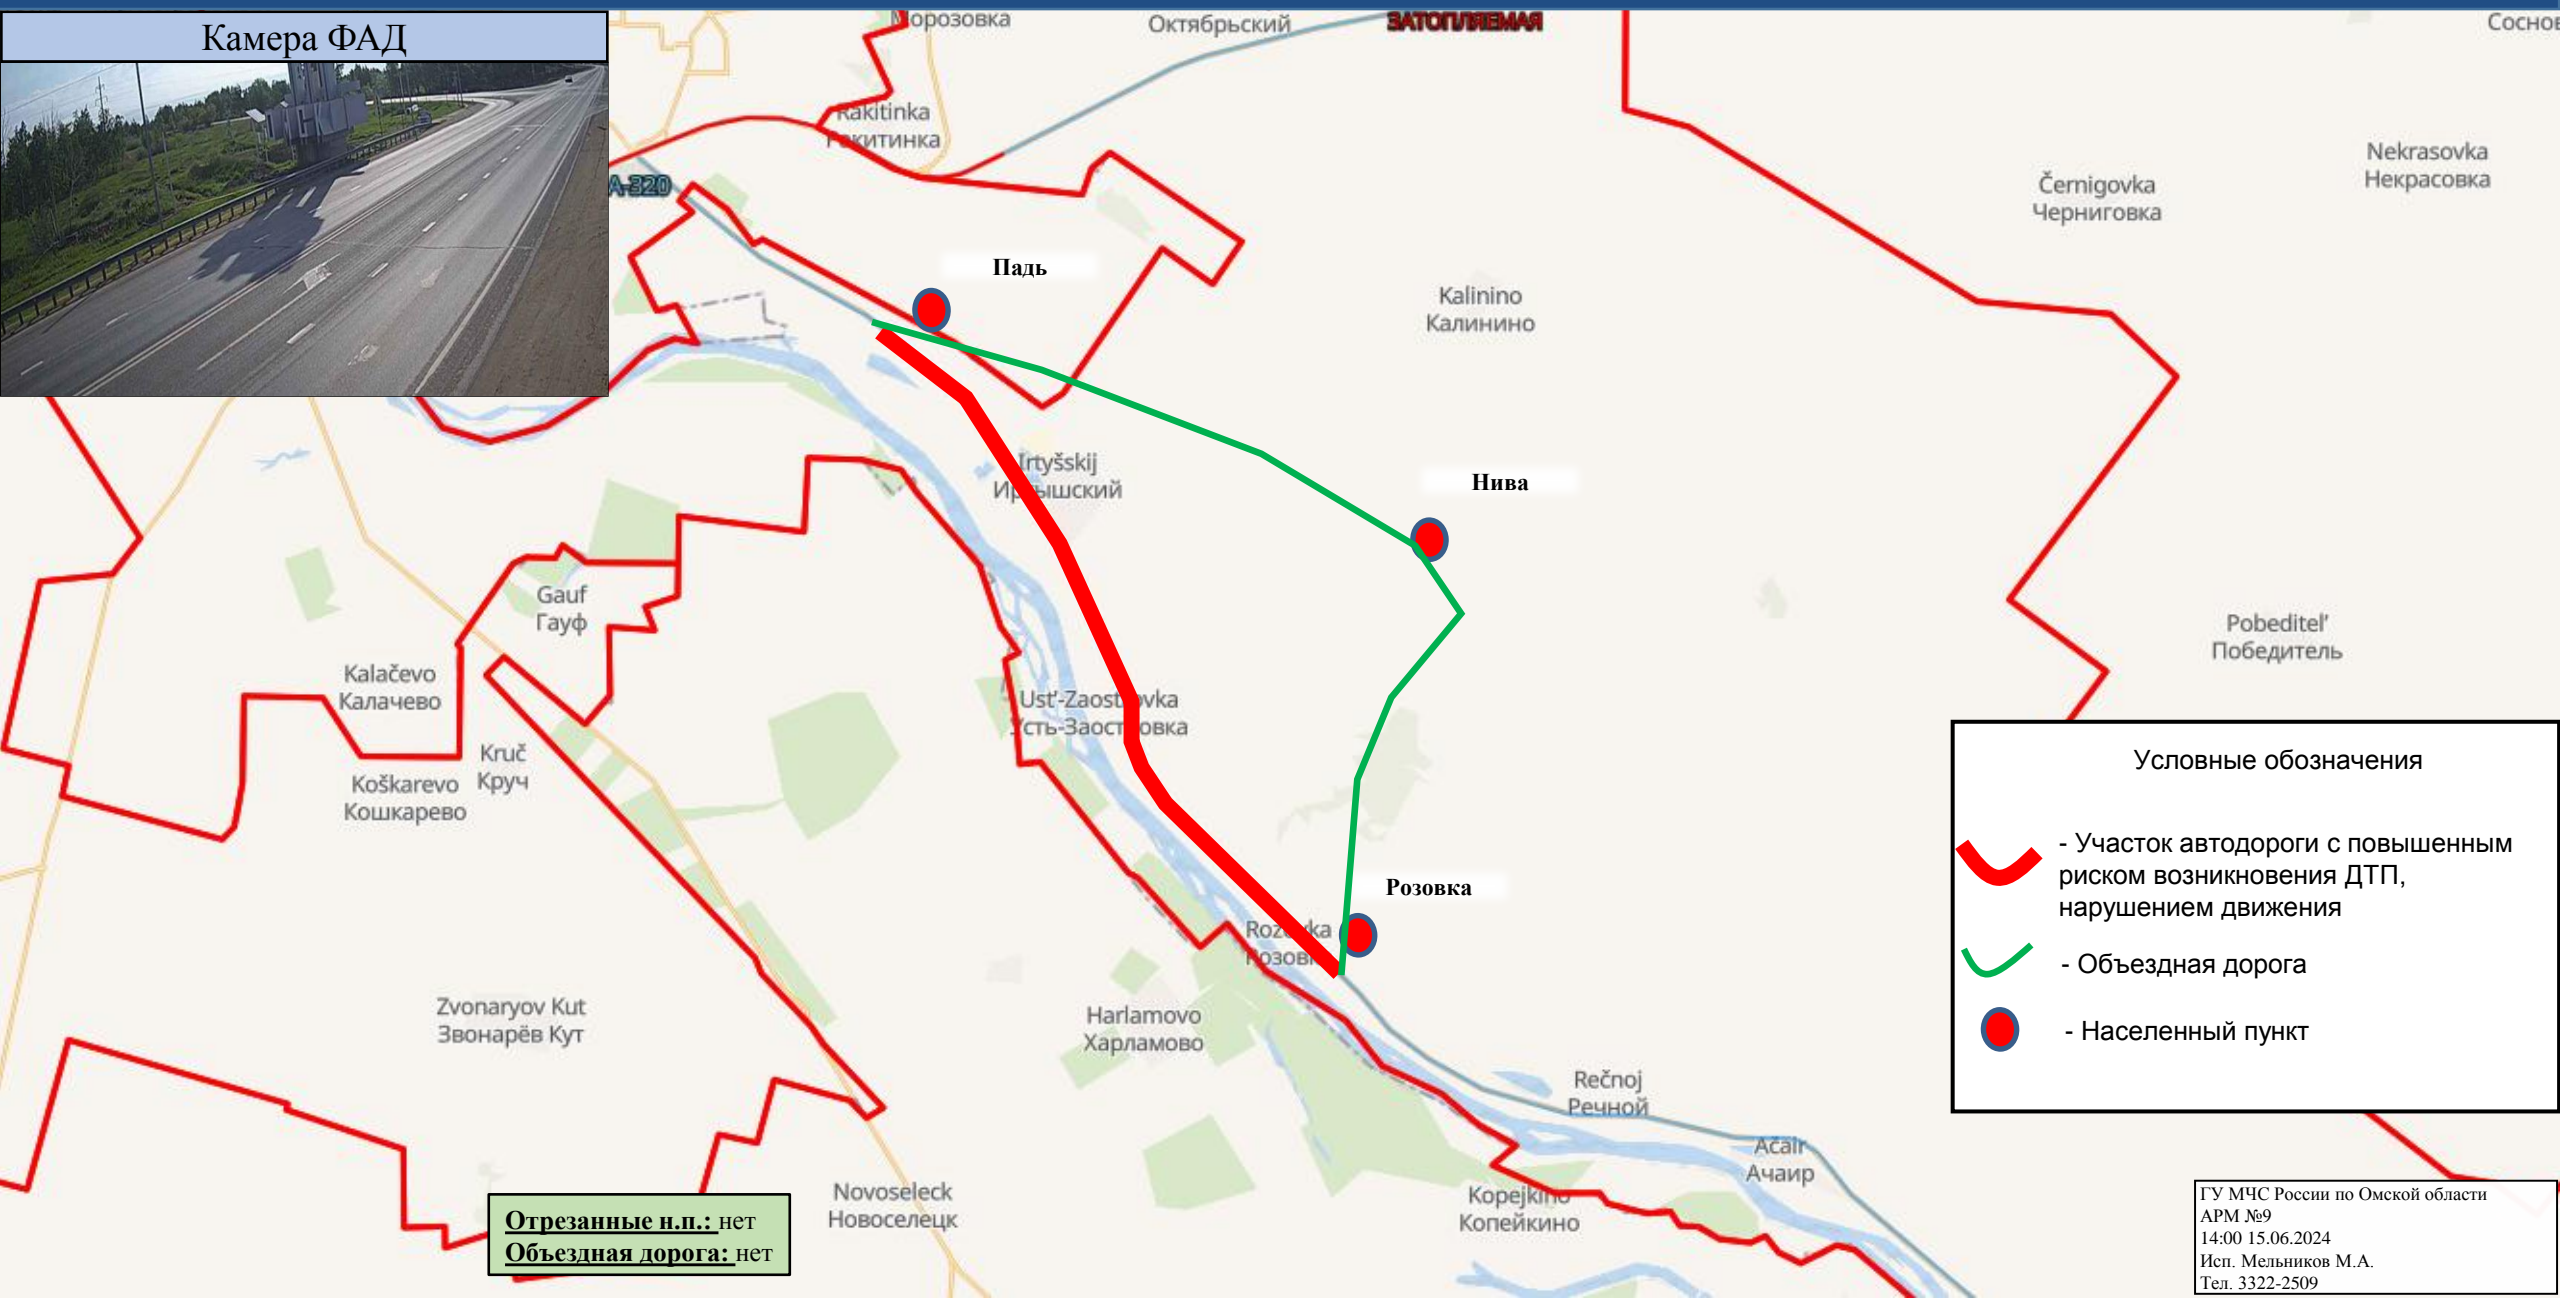 Камера ФАД
Морозовка
Октябрьский
ЗАТОПЛЯЕМАЯ
Соснов
Rakitinka
Ракитинка
А-320
Nekrasovka
Некрасовка
Černigovka
Черниговка
Падь
Kalinino
Калинино
Irtyšskij
Иртышский
Нива
Gauf
Гауф
Kalačevo
Калачево
Kruč
Круч
Koškarevo
Кошкарево
Ust'-Zaostrovka
Усть-Заостровка
Pobeditel'
Победитель
Розовка
Rozovka
Розовка
Zvonaryov Kut
Звонарёв Кут
Harlamovo
Харламово
Rečnoj
Речной
Ačair
Ачаир
Kopejkino
Копейкино
Novoseleck
Новоселецк
Условные обозначения
- Участок автодороги с повышенным
риском возникновения ДТП,
нарушением движения
- Объездная дорога
- Населенный пункт
Отрезанные н.п.: нет
Объездная дорога: нет
ГУ МЧС России по Омской области
АРМ №9
14:00 15.06.2024
Исп. Мельников М.А.
Тел. 3322-2509